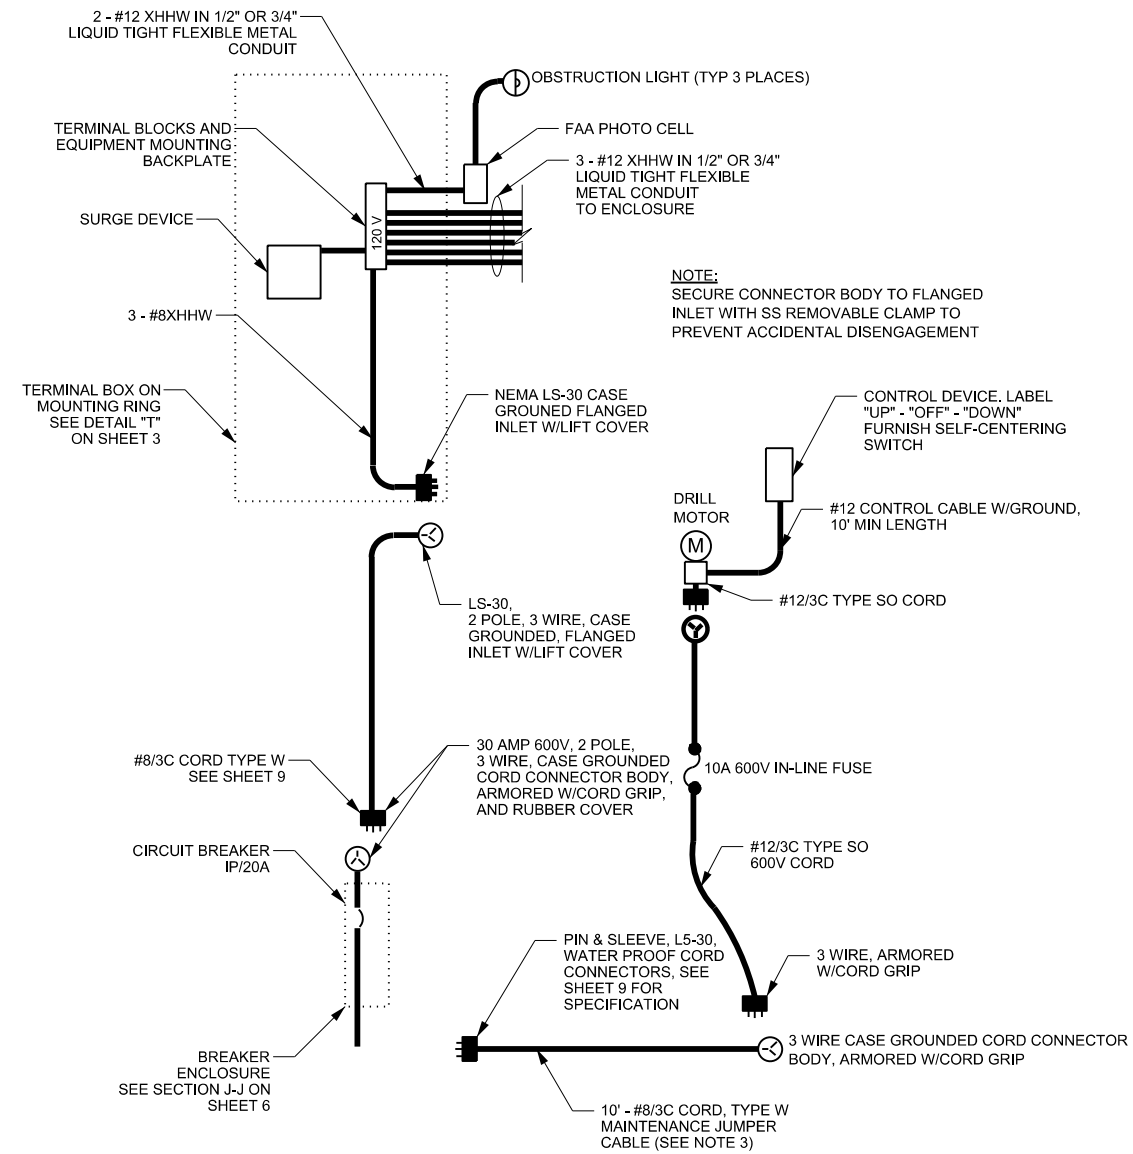 2 - #12 XHHW IN 1/2" OR 3/4"
LIQUID TIGHT FLEXIBLE METAL
CONDUIT
OBSTRUCTION LIGHT (TYP 3 PLACES)
TERMINAL BLOCKS AND
EQUIPMENT MOUNTING
BACKPLATE
FAA PHOTO CELL
3 - #12 XHHW IN 1/2" OR 3/4"
LIQUID TIGHT FLEXIBLE
METAL CONDUIT
TO ENCLOSURE
SURGE DEVICE
120 V
NOTE:
SECURE CONNECTOR BODY TO FLANGED
INLET WITH SS REMOVABLE CLAMP TO
PREVENT ACCIDENTAL DISENGAGEMENT
3 - #8XHHW
TERMINAL BOX ON
MOUNTING RING
SEE DETAIL "T"
ON SHEET 3
NEMA LS-30 CASE
GROUNED FLANGED
INLET W/LIFT COVER
CONTROL DEVICE. LABEL
"UP" - "OFF" - "DOWN"
FURNISH SELF-CENTERING
SWITCH
DRILL
MOTOR
M
#12 CONTROL CABLE W/GROUND,
10' MIN LENGTH
#12/3C TYPE SO CORD
LS-30,
2 POLE, 3 WIRE, CASE
GROUNDED, FLANGED
INLET W/LIFT COVER
#8/3C CORD TYPE W
SEE SHEET 9
30 AMP 600V, 2 POLE,
3 WIRE, CASE GROUNDED
CORD CONNECTOR BODY,
ARMORED W/CORD GRIP,
AND RUBBER COVER
10A 600V IN-LINE FUSE
CIRCUIT BREAKER
IP/20A
#12/3C TYPE SO
600V CORD
PIN & SLEEVE, L5-30,
WATER PROOF CORD
CONNECTORS, SEE
SHEET 9 FOR
SPECIFICATION
3 WIRE, ARMORED
W/CORD GRIP
BREAKER
ENCLOSURE
SEE SECTION J-J ON
SHEET 6
3 WIRE CASE GROUNDED CORD CONNECTOR
BODY, ARMORED W/CORD GRIP
10' - #8/3C CORD, TYPE W
MAINTENANCE JUMPER
CABLE (SEE NOTE 3)